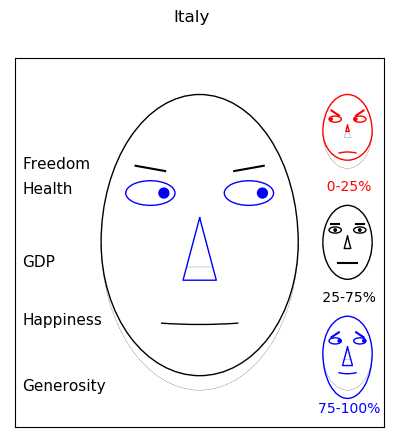 Italy
Freedom
Health
GDP
Happiness
Generosity
0-25%
25-75%
75-100%